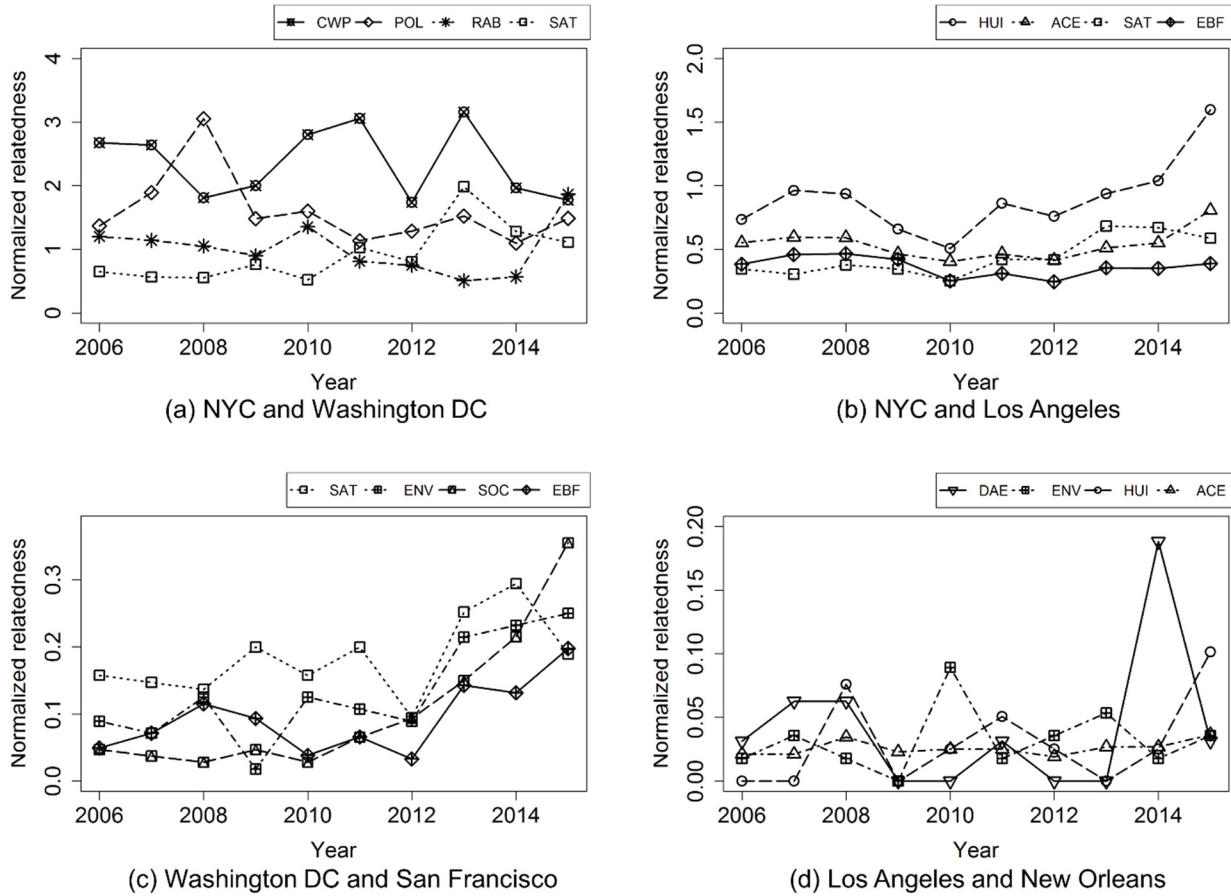 CWP POL RAB SAT
Normalized relatedness
4
3
2
1
0
2006 2008 2010 2012 2014
Year
(a) NYC and Washington DC
HUI ACE SAT EBF
Normalized relatedness
2.0
1.5
1.0
0.5
0.0
2006 2008 2010 2012 2014
Year
(b) NYC and Los Angeles
SAT ENV SOC EBF
Normalized relatedness
0.3
0.2
0.1
0.0
2006 2008 2010 2012 2014
Year
(c) Washington DC and San Francisco
DAE ENV HUI ACE
Normalized relatedness
0.20
0.15
0.10
0.05
0.00
2006 2008 2010 2012 2014
Year
(d) Los Angeles and New Orleans